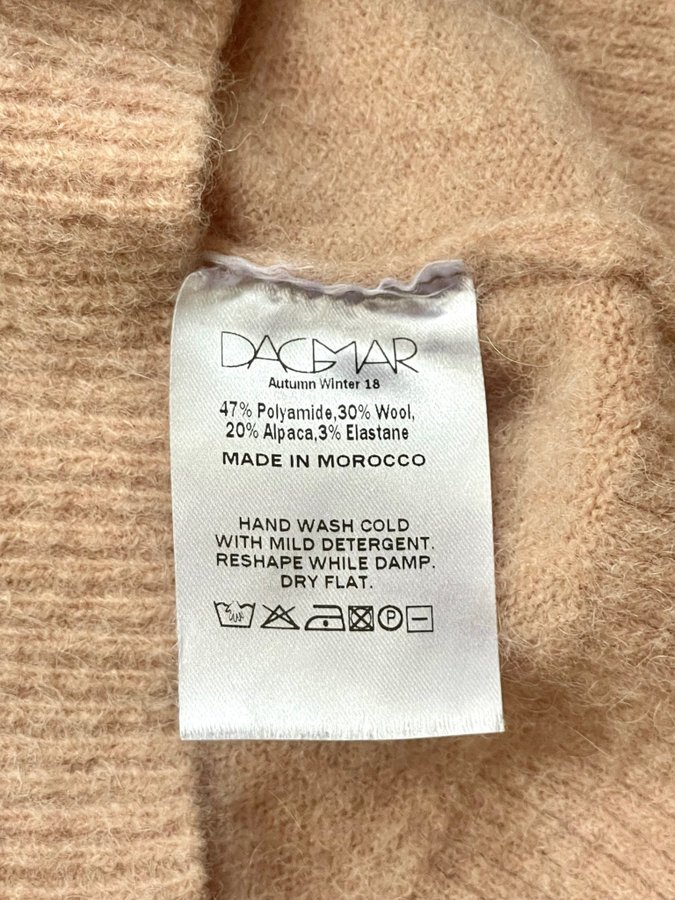 DAGMAR
Autumn Winter 18
47% Polyamide,30% Wool,
20% Alpaca,3% Elastane
MADE IN MOROCCO
HAND WASH COLD
WITH MILD DETERGENT.
RESHAPE WHILE DAMP.
DRY FLAT.
P